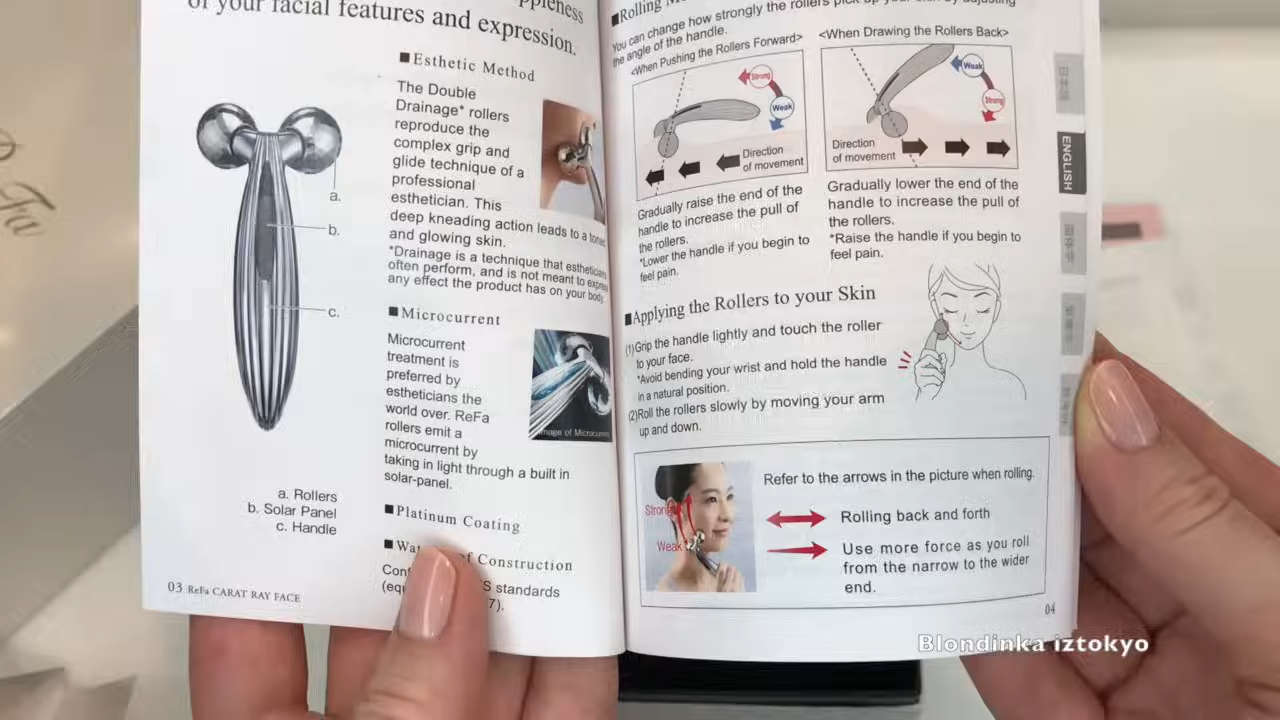 of your facial features and expression.
■Esthetic Method
The Double
Drainage* rollers
reproduce the
complex grip and
glide technique of a
professional
esthetician. This
deep kneading action leads to a toned
and glowing skin.
*Drainage is a technique that estheticians
often perform, and is not meant to express
any effect the product has on your body.
■Microcurrent
Microcurrent
treatment is
preferred by
estheticians the
world over. ReFa
rollers emit a
microcurrent by
taking in light through a built in
solar-panel.
Image of Microcurrent
■Platinum Coating
Construction
standards
a.
b.
c.
a. Rollers
b. Solar Panel
c. Handle
03 ReFa CARAT RAY FACE
■Rolling
You can change how strongly the rollers pick up your skin by adjusting
the angle of the handle.
<When Pushing the Rollers Forward>
Strong
Weak
Direction
of movement
Gradually raise the end of the
handle to increase the pull of
the rollers.
*Lower the handle if you begin to
feel pain.
<When Drawing the Rollers Back>
Weak
Strong
Direction
of movement
Gradually lower the end of the
handle to increase the pull of
the rollers.
*Raise the handle if you begin to
feel pain.
■Applying the Rollers to your Skin
(1)Grip the handle lightly and touch the roller
to your face.
*Avoid bending your wrist and hold the handle
in a natural position.
(2)Roll the rollers slowly by moving your arm
up and down.
Strong
Weak
Refer to the arrows in the picture when rolling.
Rolling back and forth
Use more force as you roll
from the narrow to the wider
end.
04
日本語
ENGLISH
Blondinka iztokyo